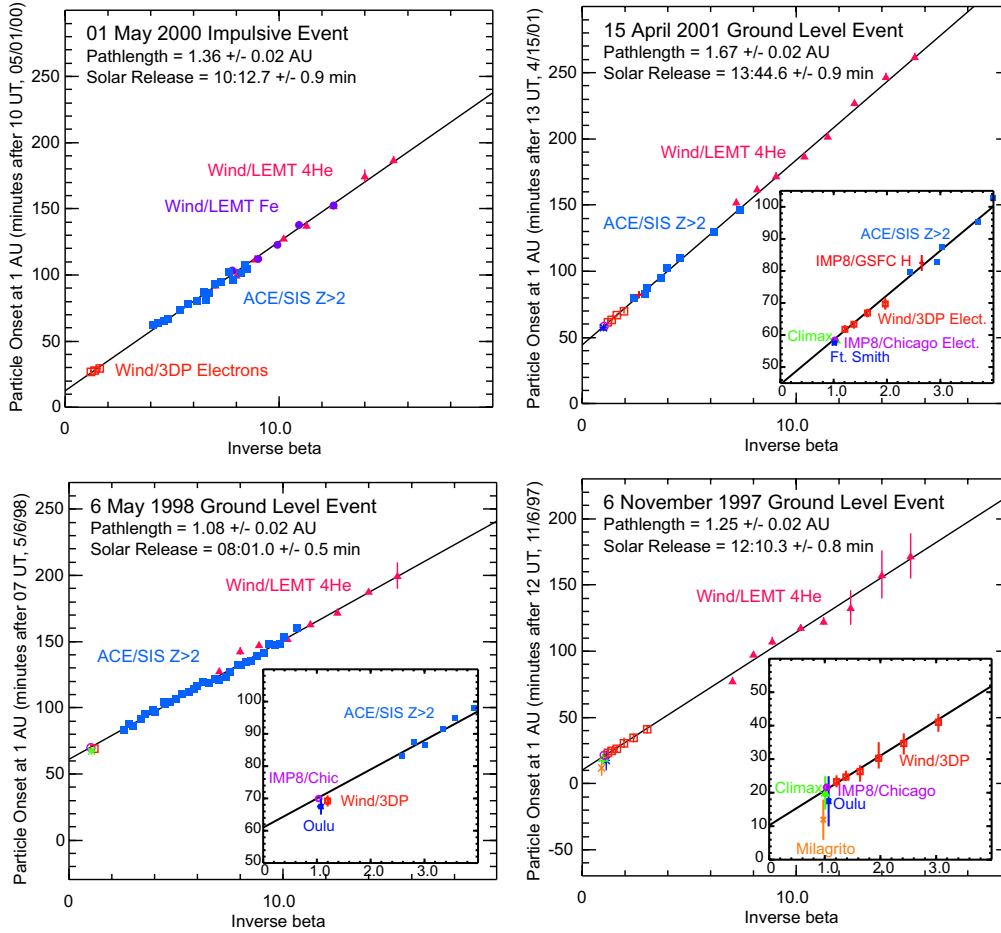 01 May 2000 Impulsive Event
Pathlength = 1.36 +/- 0.02 AU
Solar Release = 10:12.7 +/- 0.9 min
Particle Onset at 1 AU (minutes after 10 UT, 05/01/00)
300
250
200
150
100
50
0
Wind/LEMT 4He
Wind/LEMT Fe
ACE/SIS Z>2
Wind/3DP Electrons
0
10.0
Inverse beta
15 April 2001 Ground Level Event
Pathlength = 1.67 +/- 0.02 AU
Solar Release = 13:44.6 +/- 0.9 min
Particle Onset at 1 AU (minutes after 13 UT, 4/15/01)
250
200
150
100
50
0
Wind/LEMT 4He
ACE/SIS Z>2
100
90
80
70
60
50
ACE/SIS Z>2
IMP8/GSFC H
Wind/3DP Elect.
Climax
IMP8/Chicago Elect.
Ft. Smith
0
1.0
2.0
3.0
0
10.0
Inverse beta
6 May 1998 Ground Level Event
Pathlength = 1.08 +/- 0.02 AU
Solar Release = 08:01.0 +/- 0.5 min
Particle Onset at 1 AU (minutes after 07 UT, 5/6/98)
250
200
150
100
50
0
Wind/LEMT 4He
ACE/SIS Z>2
100
90
80
70
60
50
ACE/SIS Z>2
IMP8/Chic
Wind/3DP
Oulu
0
1.0
2.0
3.0
0
10.0
Inverse beta
6 November 1997 Ground Level Event
Pathlength = 1.25 +/- 0.02 AU
Solar Release = 12:10.3 +/- 0.8 min
Particle Onset at 1 AU (minutes after 12 UT, 11/6/97)
200
150
100
50
0
-50
Wind/LEMT 4He
50
40
30
20
10
0
Wind/3DP
Climax
IMP8/Chicago
Oulu
Milagrito
0
1.0
2.0
3.0
0
10.0
Inverse beta